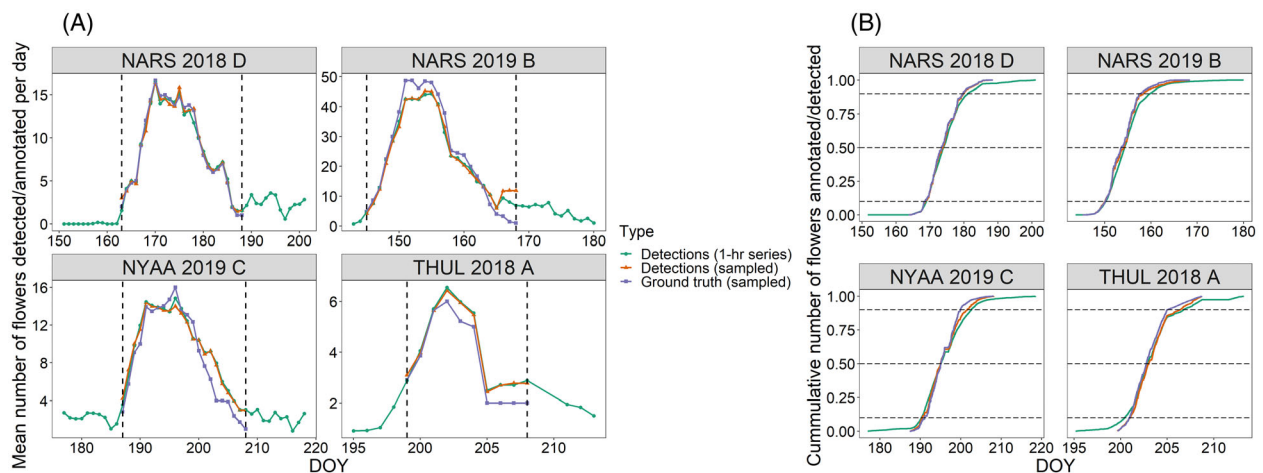 (A)
(B)
NARS 2018 D
NARS 2019 B
NARS 2018 D
NARS 2019 B
Mean number of flowers detected/annotated per day
15
10
5
0
150 160 170 180 190 200
50
40
30
20
10
0
150 160 170 180
Type
Detections (1-hr series)
Detections (sampled)
Ground truth (sampled)
NYAA 2019 C
THUL 2018 A
16
12
8
4
180 190 200 210 220
6
4
2
195 200 205 210
DOY
Cummulative number of flowers annotated/detected
1.00
0.75
0.50
0.25
0.00
150 160 170 180 190 200
150 160 170 180
NYAA 2019 C
THUL 2018 A
1.00
0.75
0.50
0.25
0.00
180 190 200 210 220
195 200 205 210
DOY